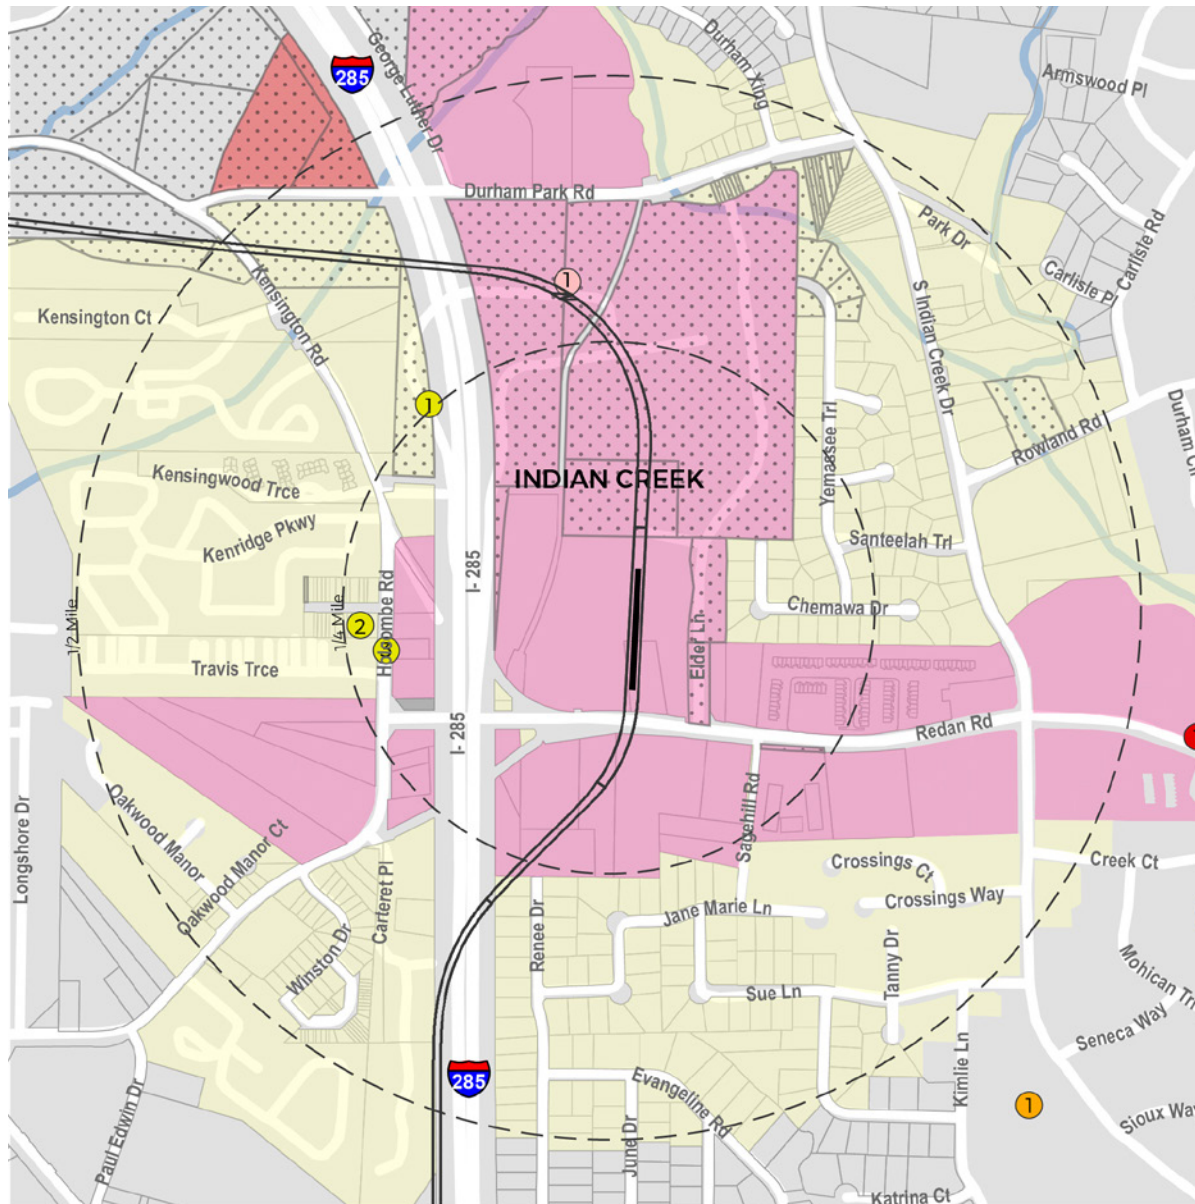 285
George Luther Dr
Durham Xing
Armswood Pl
Durham Park Rd
Park Dr
Carlisle Rd
Carlisle Pl
1
Kensington Ct
Kensington Rd
S Indian Creek Dr
1
Yemassee Trl
Rowland Rd
Durham Cir
INDIAN CREEK
Kensingwood Trce
Kenridge Pkwy
Santeelah Trl
I- 285
1/2 Mile
1/4 Mile
2
Holcombe Rd
3
Chemawa Dr
Elder Ln
Travis Trce
I- 285
Redan Rd
Longshore Dr
Oakwood Manor
Oakwood Manor Ct
Sagehill Rd
Carteret Pl
Crossings Ct
Creek Ct
Crossings Way
Jane Marie Ln
Renee Dr
Winston Dr
Tanny Dr
Mohican Trl
Sue Ln
Seneca Way
Kimlie Ln
285
Evangeline Rd
1
Paul Edwin Dr
June Dr
Sioux Way
Katrina Ct